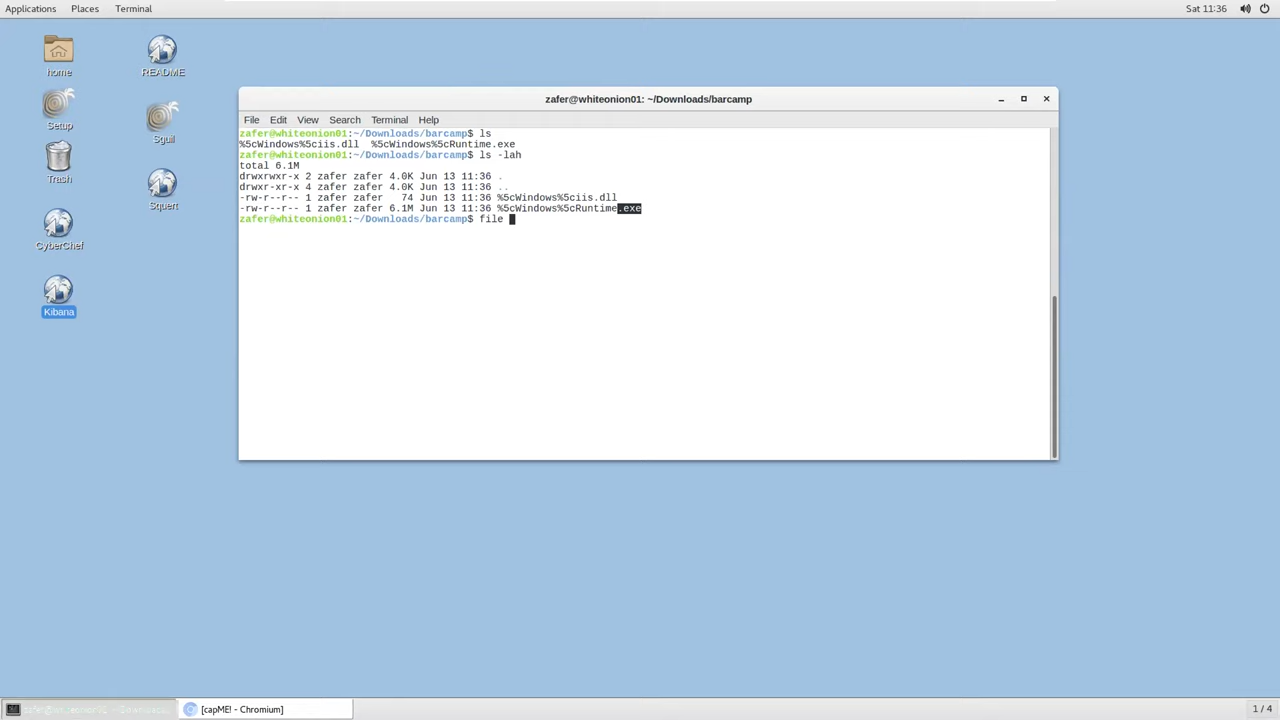 Applications Places Terminal
Sat 11:36
home
README
Setup
Sguil
Trash
Squert
CyberChef
Kibana
zafer@whiteonion01: ~/Downloads/barcamp
File Edit View Search Terminal Help
zafer@whiteonion01:~/Downloads/barcamp$ ls
%5cWindows%5ciis.dll  %5cWindows%5cRuntime.exe
zafer@whiteonion01:~/Downloads/barcamp$ ls -lah
total 6.1M
drwxrwxr-x 2 zafer zafer 4.0K Jun 13 11:36 .
drwxr-xr-x 4 zafer zafer 4.0K Jun 13 11:36 ..
-rw-r--r-- 1 zafer zafer   74 Jun 13 11:36 %5cWindows%5ciis.dll
-rw-r--r-- 1 zafer zafer 6.1M Jun 13 11:36 %5cWindows%5cRuntime.exe
zafer@whiteonion01:~/Downloads/barcamp$ file
[capME! - Chromium]
1 / 4